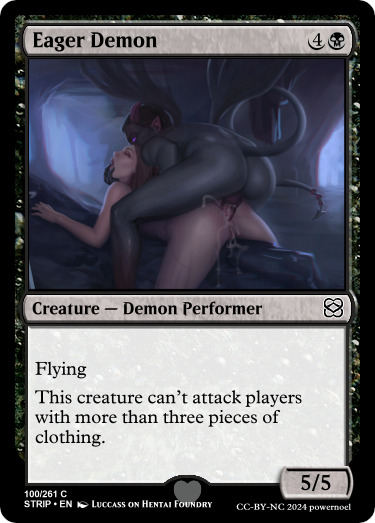 Eager Demon 4
Creature — Demon Performer
Flying
This creature can't attack players
with more than three pieces of
clothing.
5/5
100/261 C
STRIP • EN Luccass on Hentai Foundry
CC-BY-NC 2024 powernoel